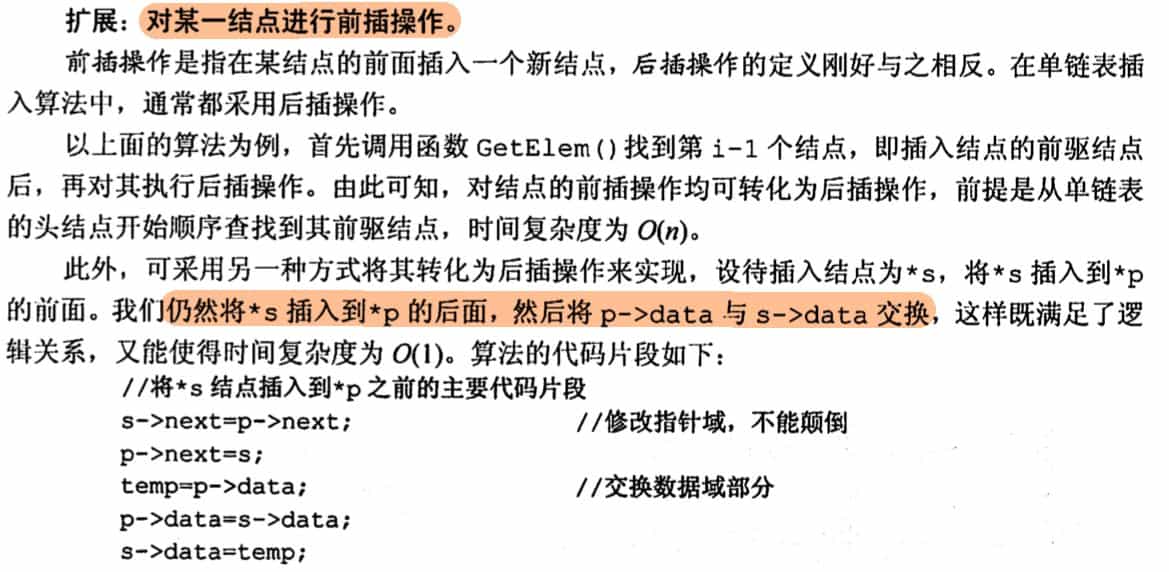 扩展：对某一结点进行前插操作。
前插操作是指在某结点的前面插入一个新结点，后插操作的定义刚好与之相反。在单链表插
入算法中，通常都采用后插操作。
以上面的算法为例，首先调用函数 GetElem()找到第 i-1 个结点，即插入结点的前驱结点
后，再对其执行后插操作。由此可知，对结点的前插操作均可转化为后插操作，前提是从单链表
的头结点开始顺序查找到其前驱结点，时间复杂度为 O(n)。
此外，可采用另一种方式将其转化为后插操作来实现，设待插入结点为*s，将*s 插入到*p
的前面。我们仍然将*s 插入到*p 的后面，然后将 p->data 与 s->data 交换，这样既满足了逻
辑关系，又能使得时间复杂度为 O(1)。算法的代码片段如下：
//将*s 结点插入到*p 之前的主要代码片段
s->next=p->next; //修改指针域，不能颠倒
p->next=s;
temp=p->data; //交换数据域部分
p->data=s->data;
s->data=temp;